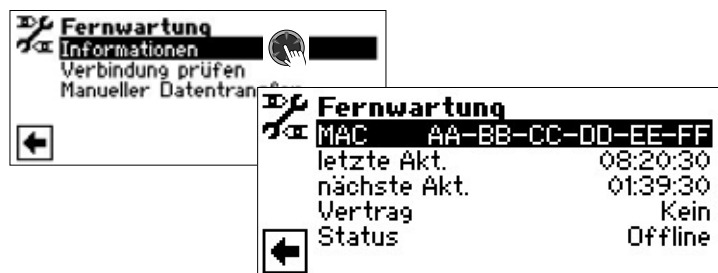 Fernwartung
Informationen
Verbindung prüfen
Manueller Datentran
Fernwartung
MAC AA-BB-CC-DD-EE-FF
letzte Akt. 08:20:30
nächste Akt. 01:39:30
Vertrag Kein
Status Offline